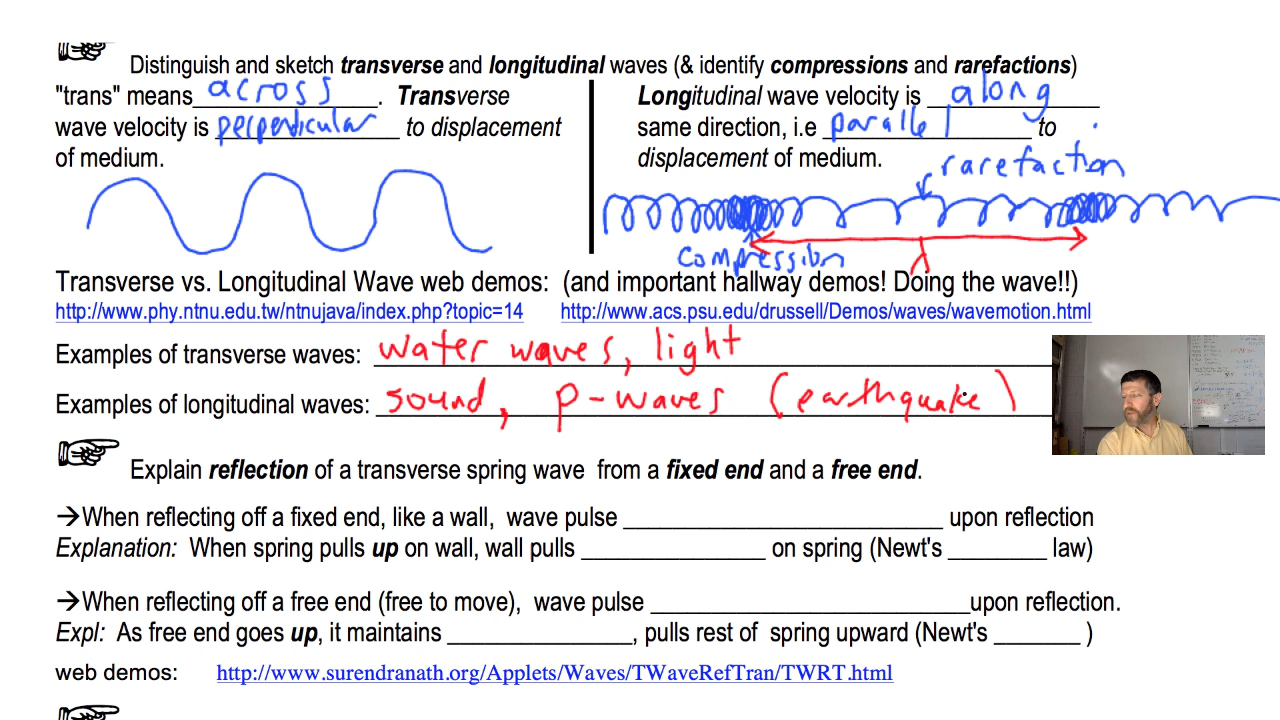 Distinguish and sketch transverse and longitudinal waves (& identify compressions and rarefactions)
"trans" means across. Transverse
wave velocity is perpendicular to displacement
of medium.
Longitudinal wave velocity is along
same direction, i.e parallel to
displacement of medium.
rarefaction
compression
λ
Transverse vs. Longitudinal Wave web demos: (and important hallway demos! Doing the wave!!)
http://www.phy.ntnu.edu.tw/ntnujava/index.php?topic=14 http://www.acs.psu.edu/drussell/Demos/waves/wavemotion.html
Examples of transverse waves: water waves, light
Examples of longitudinal waves: sound, p-waves (earthquake)
Explain reflection of a transverse spring wave from a fixed end and a free end.
→When reflecting off a fixed end, like a wall, wave pulse ____ upon reflection
Explanation: When spring pulls up on wall, wall pulls ____ on spring (Newt's ____ law)
→When reflecting off a free end (free to move), wave pulse ____upon reflection.
Expl: As free end goes up, it maintains ____, pulls rest of spring upward (Newt's ____ )
web demos: http://www.surendranath.org/Applets/Waves/TWaveRefTran/TWRT.html